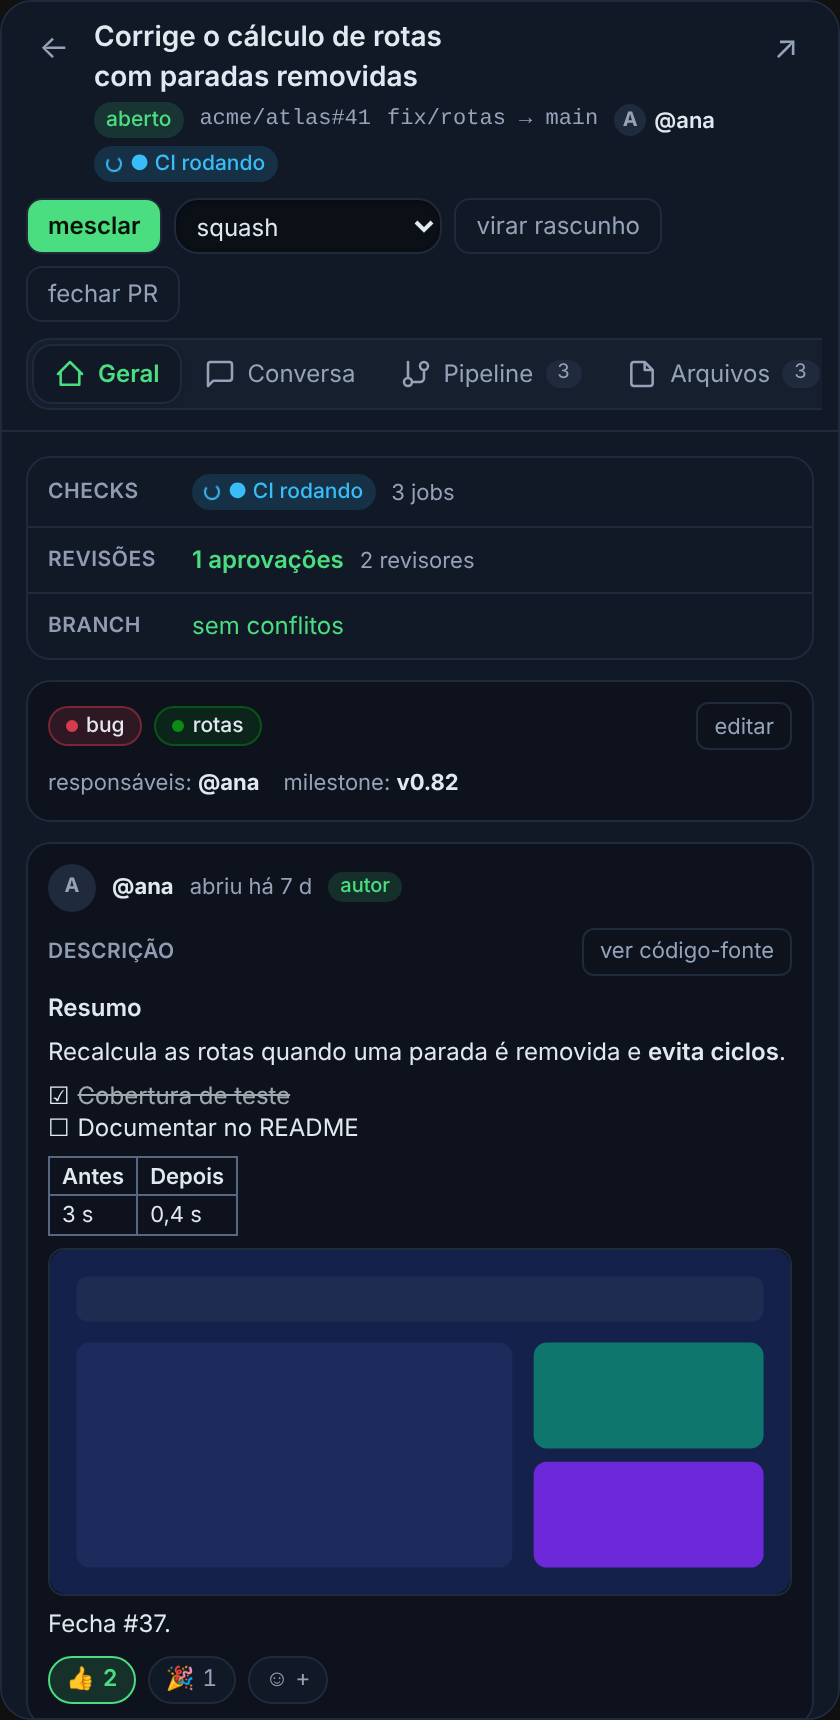 Corrige o cálculo de rotas
com paradas removidas
aberto acme/atlas#41 fix/rotas → main A @ana
CI rodando
mesclar squash virar rascunho
fechar PR
Geral Conversa Pipeline 3 Arquivos 3
CHECKS CI rodando 3 jobs
REVISÕES 1 aprovações 2 revisores
BRANCH sem conflitos
bug rotas editar
responsáveis: @ana milestone: v0.82
A @ana abriu há 7 d autor
DESCRIÇÃO ver código-fonte
Resumo
Recalcula as rotas quando uma parada é removida e evita ciclos.
☑ Cobertura de teste
☐ Documentar no README
Antes Depois
3 s 0,4 s
Fecha #37.
👍 2 🎉 1 ☺ +